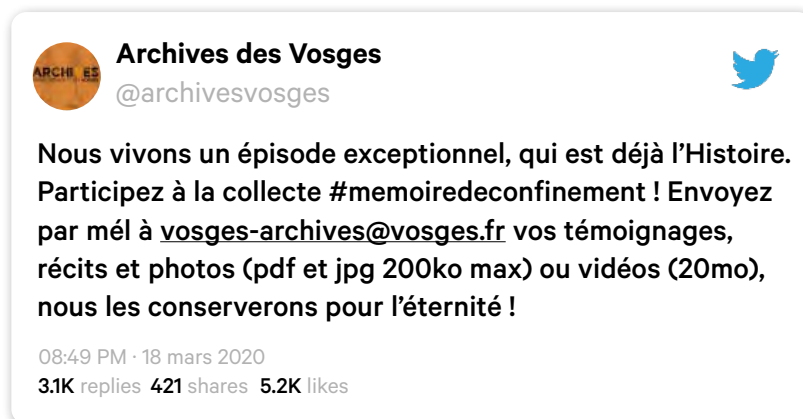 ARCHIVES
Archives des Vosges
@archivesvosges
Nous vivons un épisode exceptionnel, qui est déjà l’Histoire.
Participez à la collecte #memoiredeconfinement ! Envoyez
par mél à vosges-archives@vosges.fr vos témoignages,
récits et photos (pdf et jpg 200ko max) ou vidéos (20mo),
nous les conserverons pour l’éternité !
08:49 PM · 18 mars 2020
3.1K replies 421 shares 5.2K likes